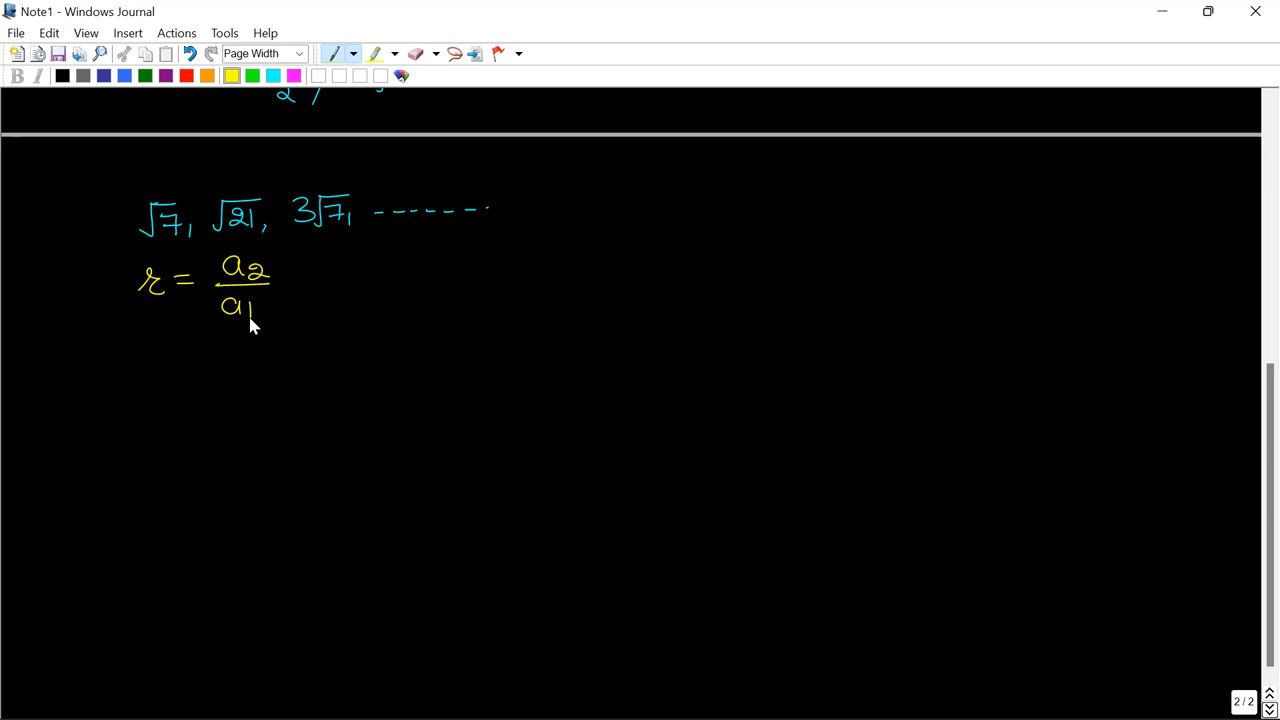 Note1 - Windows Journal
File Edit View Insert Actions Tools Help
Page Width
B I
√7, √21, 3√7, -------
r = a₂/a₁
2 / 2